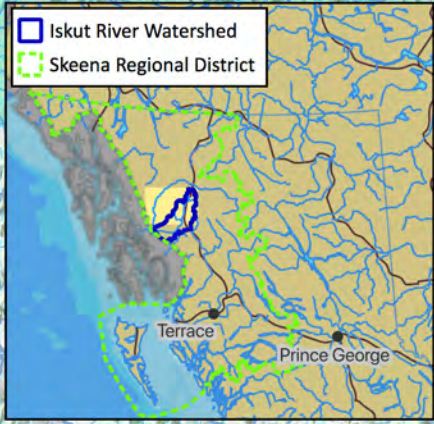 Iskut River Watershed
Skeena Regional District
Terrace
Prince George